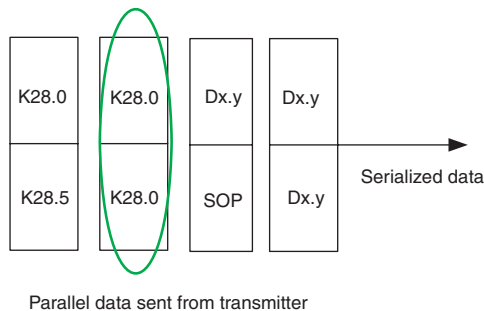 K28.0 K28.0 Dx.y Dx.y
K28.5 K28.0 SOP Dx.y
Serialized data
Parallel data sent from transmitter